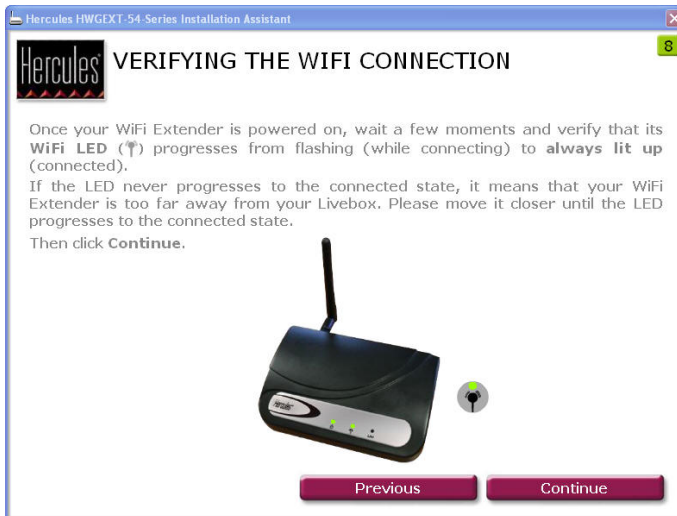 Hercules HWGEXT-54-Series Installation Assistant
8
Hercules
VERIFYING THE WIFI CONNECTION
Once your WiFi Extender is powered on, wait a few moments and verify that its
WiFi LED () progresses from flashing (while connecting) to always lit up
(connected).
If the LED never progresses to the connected state, it means that your WiFi
Extender is too far away from your Livebox. Please move it closer until the LED
progresses to the connected state.
Then click Continue.
Hercules
Previous
Continue